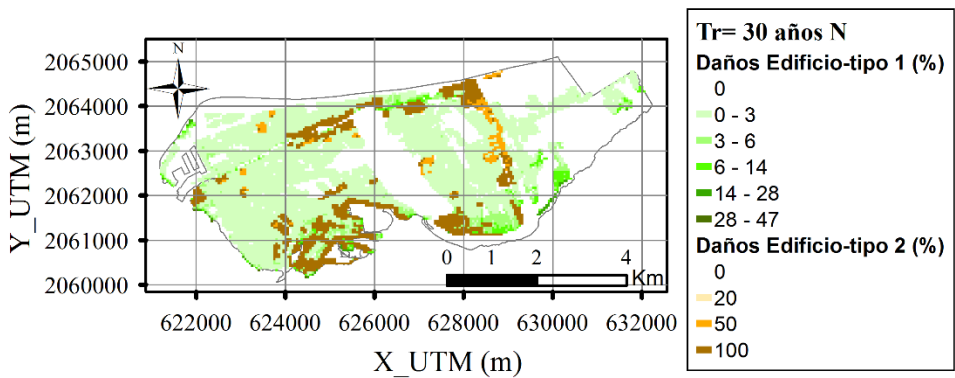 Tr= 30 años N
Daños Edificio-tipo 1 (%)
0
0 - 3
3 - 6
6 - 14
14 - 28
28 - 47
Daños Edificio-tipo 2 (%)
0
20
50
100
N
Y_UTM (m)
2065000
2064000
2063000
2062000
2061000
2060000
0 1 2 4
Km
622000 624000 626000 628000 630000 632000
X_UTM (m)